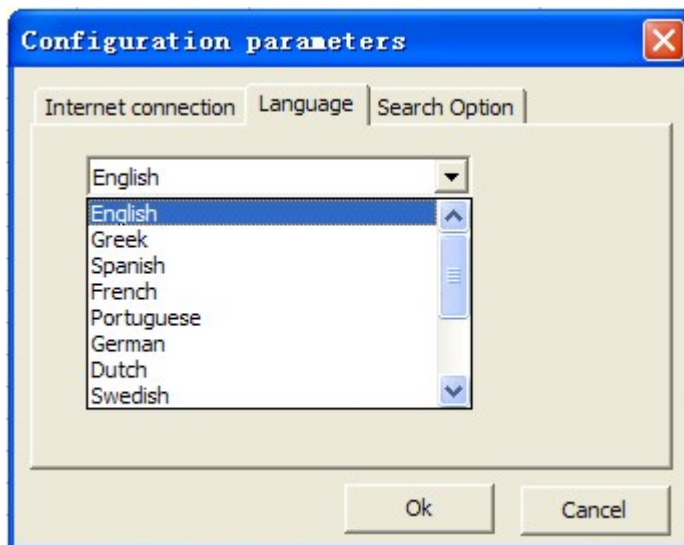 Configuration parameters
Internet connection Language Search Option
English
English
Greek
Spanish
French
Portuguese
German
Dutch
Swedish
Ok Cancel